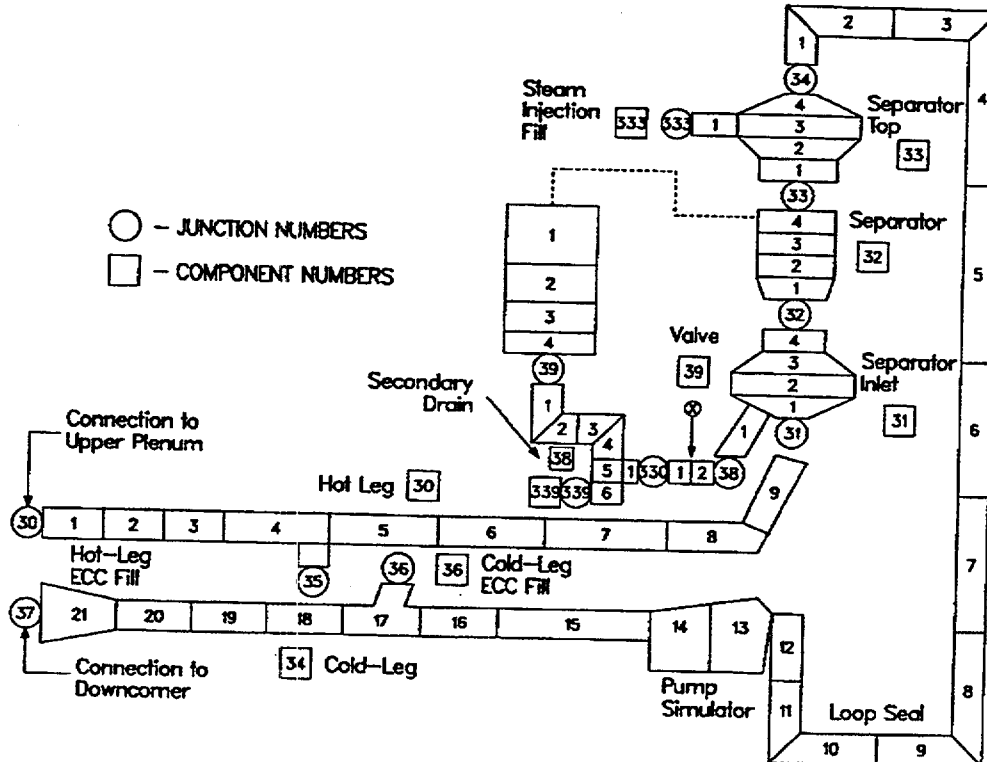 2 3
1
34
4
Steam
Injection
Fill
333
333
1
4
3
2
1
Separator
Top
33
33
JUNCTION NUMBERS
COMPONENT NUMBERS
1
2
3
4
4
3
2
1
Separator
32
5
32
Valve
39
4
3
2
1
Separator
Inlet
31
31
39
Secondary
Drain
1
2 3
4
38
5 1 330 1 2 38
1
339 339 6
6
Connection to
Upper Plenum
Hot Leg 30
9
30 1 2 3 4 5 6 7 8
Hot-Leg
ECC Fill
35
36
36
Cold-Leg
ECC Fill
7
37 21 20 19 18 17 16 15 14 13
12
Connection to
Downcomer
34 Cold-Leg
Pump
Simulator
11
Loop Seal
8
10 9